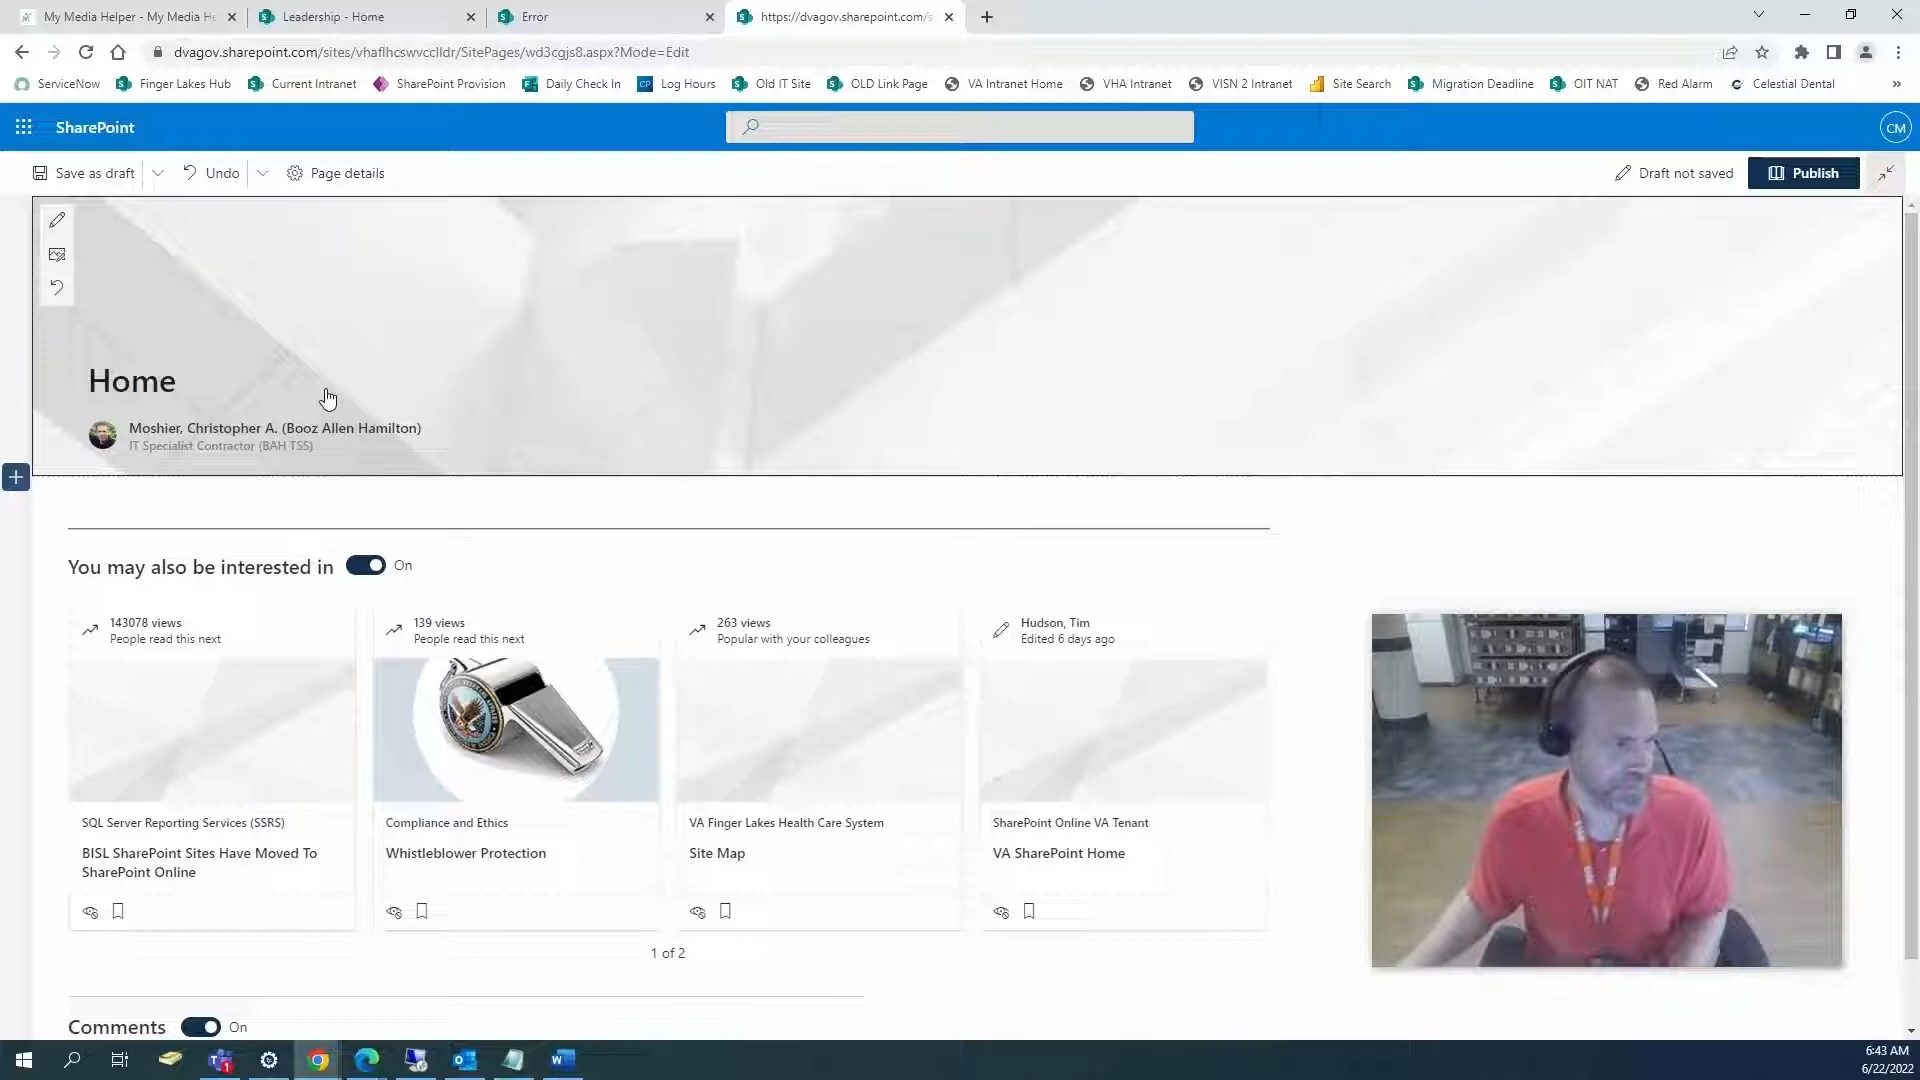 My Media Helper - My Media He
Leadership - Home
Error
https://dvagov.sharepoint.com/s
dvagov.sharepoint.com/sites/vhaflhcswvcclldr/SitePages/wd3cgjs8.aspx?Mode=Edit
ServiceNow
Finger Lakes Hub
Current Intranet
SharePoint Provision
Daily Check In
CP
Log Hours
Old IT Site
OLD Link Page
VA Intranet Home
VHA Intranet
VISN 2 Intranet
Site Search
Migration Deadline
OIT NAT
Red Alarm
Celestial Dental
»
SharePoint
CM
Save as draft
Undo
Page details
Draft not saved
Publish
Home
Moshier, Christopher A. (Booz Allen Hamilton)
IT Specialist Contractor (BAH TSS)
You may also be interested in
On
143078 views
People read this next
139 views
People read this next
263 views
Popular with your colleagues
Hudson, Tim
Edited 6 days ago
SQL Server Reporting Services (SSRS)
BISL SharePoint Sites Have Moved To
SharePoint Online
Compliance and Ethics
Whistleblower Protection
VA Finger Lakes Health Care System
Site Map
SharePoint Online VA Tenant
VA SharePoint Home
1 of 2
Comments
On
6:43 AM
6/22/2022